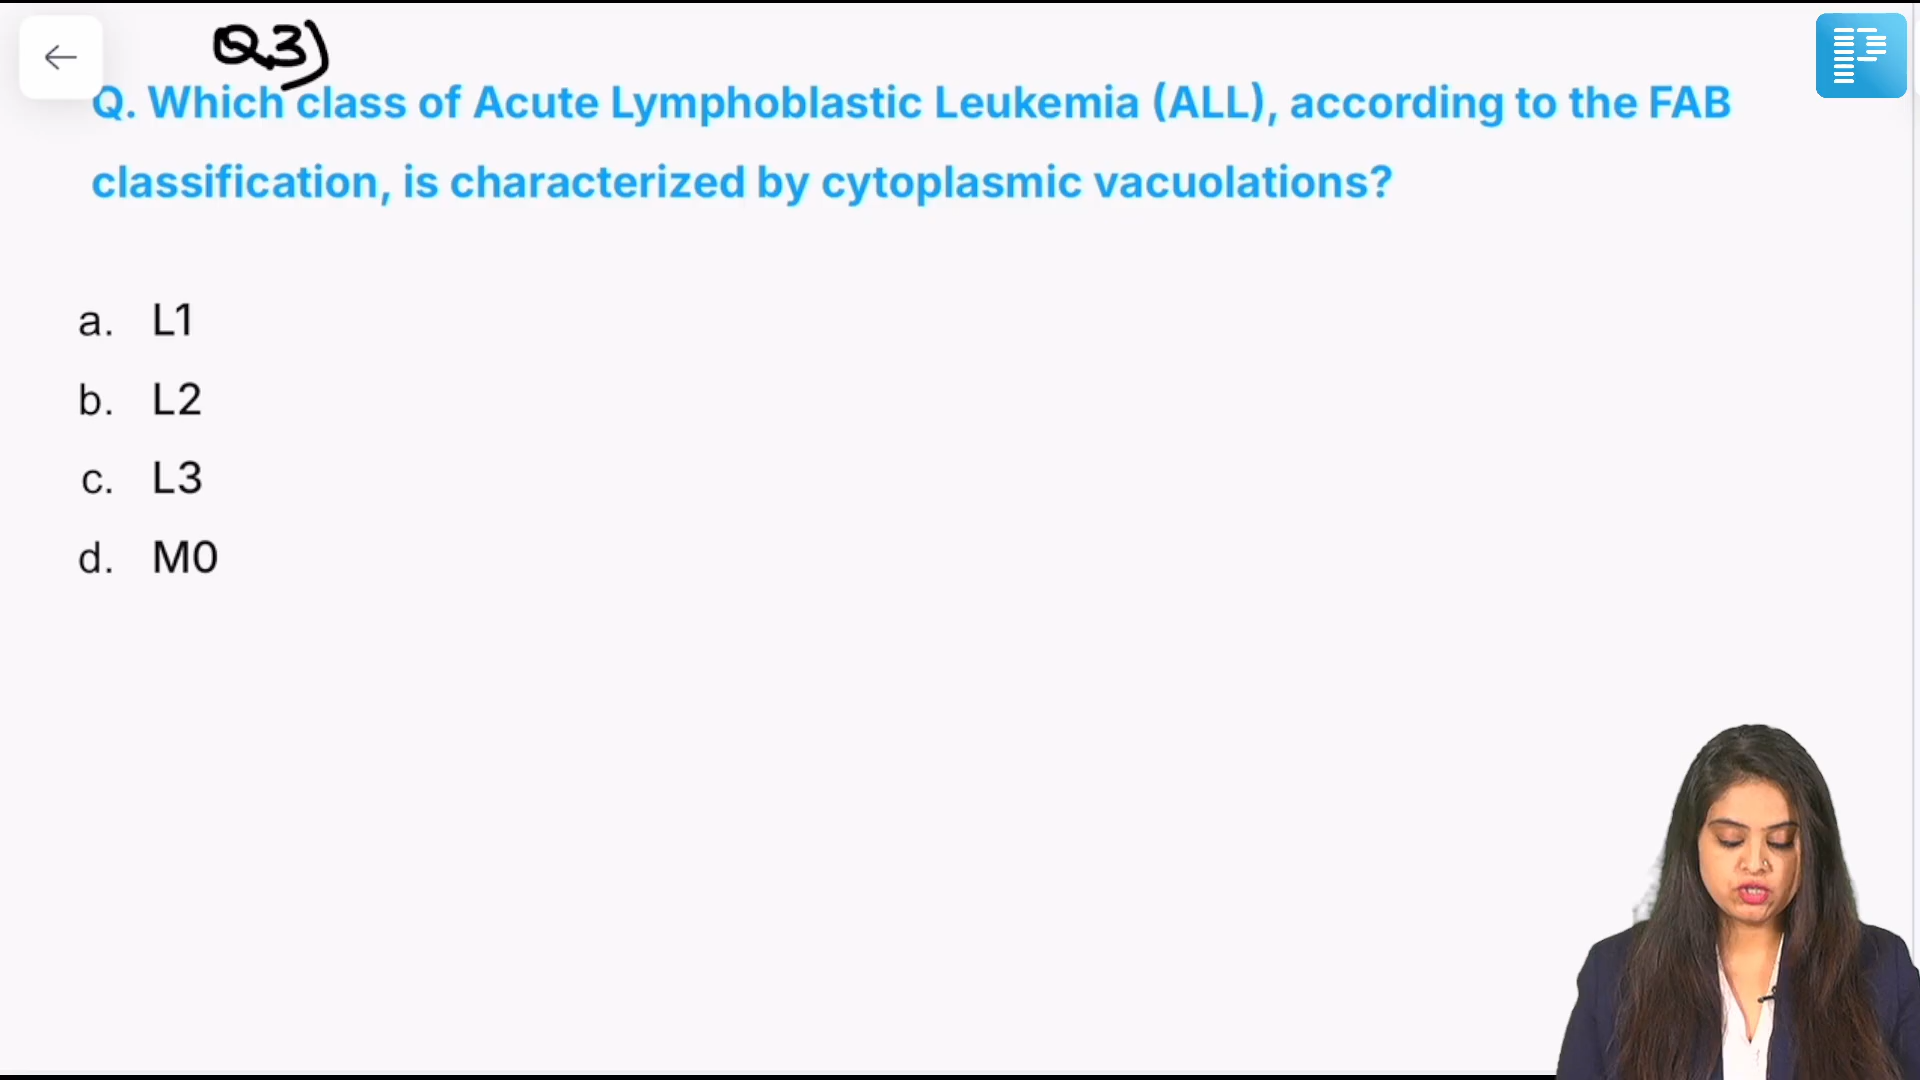 Q.3)
Q. Which class of Acute Lymphoblastic Leukemia (ALL), according to the FAB
classification, is characterized by cytoplasmic vacuolations?
a. L1
b. L2
c. L3
d. M0